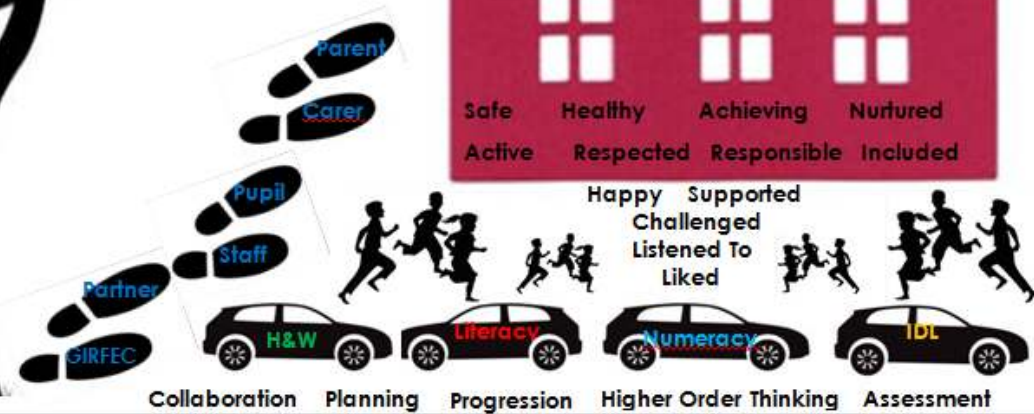 Parent
Carer
Safe Healthy Achieving Nurtured
Active Respected Responsible Included
Pupil
Happy Supported
Challenged
Staff
Listened To
Liked
Partner
GIRFEC
H&W
Literacy
Numeracy
IDL
Collaboration Planning Progression Higher Order Thinking Assessment